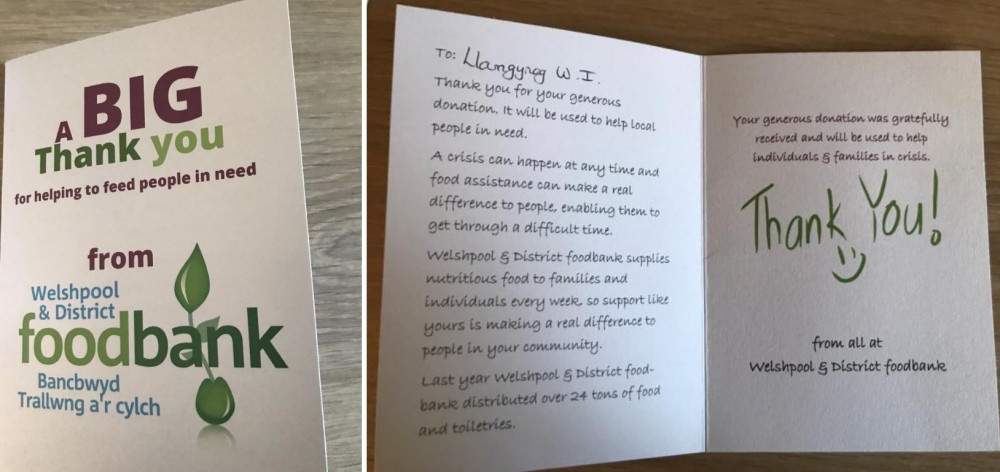 A BIG
Thank you
for helping to feed people in need
from
Welshpool
& District
foodbank
Bancbwyd
Trallwng a'r cylch
To: Llangynog W.I.
Thank you for your generous
donation. It will be used to help local
people in need.
A crisis can happen at any time and
food assistance can make a real
difference to people, enabling them to
get through a difficult time.
Welshpool & District foodbank supplies
nutritious food to families and
individuals every week, so support like
yours is making a real difference to
people in your community.
Last year Welshpool & District food-
bank distributed over 24 tons of food
and toiletries.
Your generous donation was gratefully
received and will be used to help
individuals & families in crisis.
Thank You!
from all at
Welshpool & District foodbank